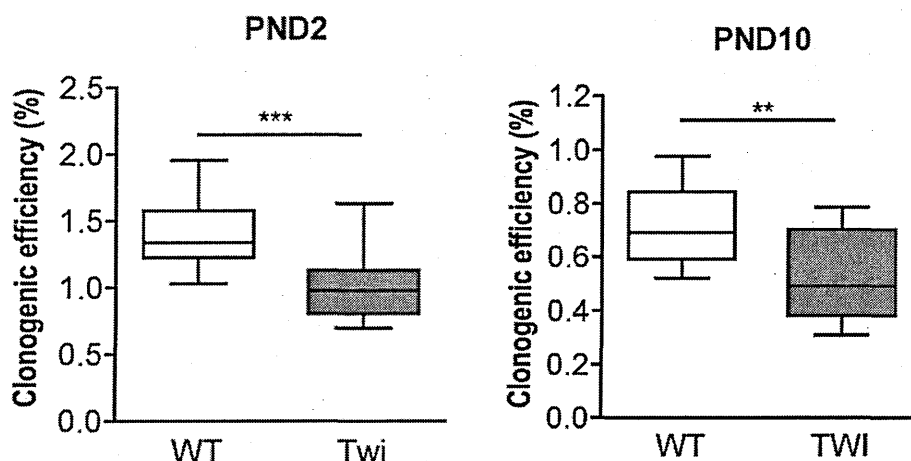 PND2
Clonogenic efficiency (%)
2.5
2.0
1.5
1.0
0.5
0.0
***
WT
Twi
PND10
Clonogenic efficiency (%)
1.2
1.0
0.8
0.6
0.4
0.2
0.0
**
WT
TWI